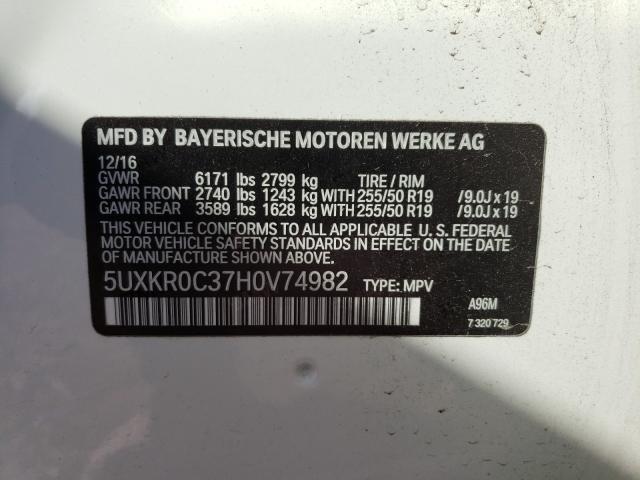 MFD BY BAYERISCHE MOTOREN WERKE AG
12/16
GVWR 6171 lbs 2799 kg TIRE / RIM
GAWR FRONT 2740 lbs 1243 kg WITH 255/50 R19 /9.0J x 19
GAWR REAR 3589 lbs 1628 kg WITH 255/50 R19 /9.0J x 19
THIS VEHICLE CONFORMS TO ALL APPLICABLE U. S. FEDERAL
MOTOR VEHICLE SAFETY STANDARDS IN EFFECT ON THE DATE
OF MANUFACTURE SHOWN ABOVE.
5UXKR0C37H0V74982 TYPE: MPV
A96M
7 320 729